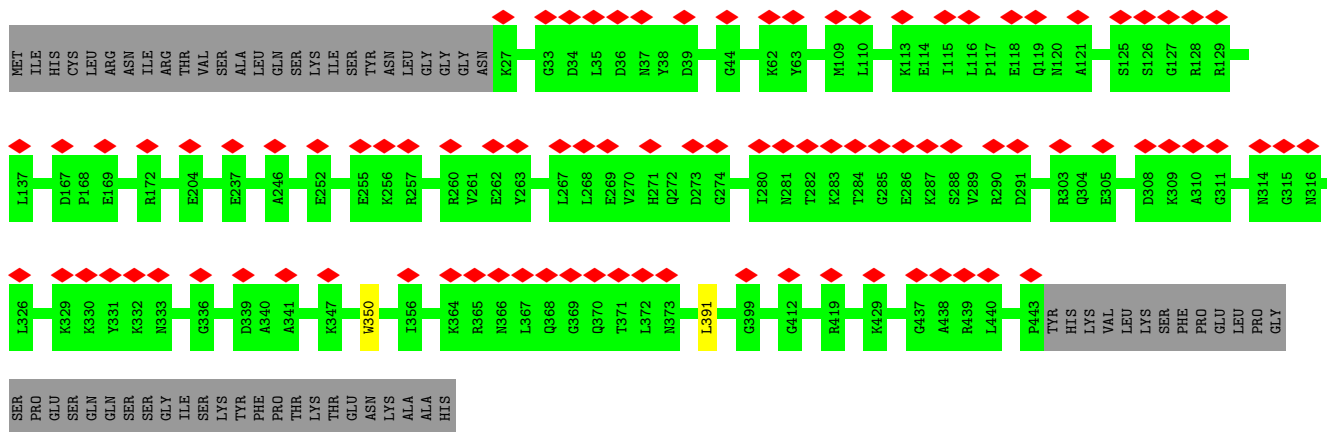 MET ILE HIS CYS LEU ARG ASN ILE ARG THR VAL SER ALA LEU GLN SER LYS ILE SER TYR ASN LEU GLY GLY GLY ASN K27 G33 D34 L35 D36 N37 Y38 D39 G44 K62 Y63 M109 L110 K113 E114 I115 L116 P117 E118 Q119 N120 A121 S125 S126 G127 R128 R129
L137 D167 P168 E169 R172 E204 E237 A246 E252 E255 K256 R257 R260 V261 E262 Y263 L267 L268 E269 V270 H271 Q272 D273 G274 I280 N281 T282 K283 T284 G285 E286 K287 S288 V289 R290 D291 R303 Q304 E305 D308 K309 A310 G311 N314 G315 N316
L326 K329 K330 Y331 K332 N333 G336 D339 A340 A341 K347 W350 I356 K364 R365 N366 L367 Q368 G369 Q370 T371 L372 N373 L391 G399 G412 R419 K429 G437 A438 R439 L440 P443 TYR HIS LYS VAL LEU LYS SER PHE PRO GLU LEU PRO GLY
SER PRO GLU SER GLN GLN SER SER GLY ILE SER LYS TYR PHE PRO THR LYS THR GLU ASN LYS ALA ALA HIS